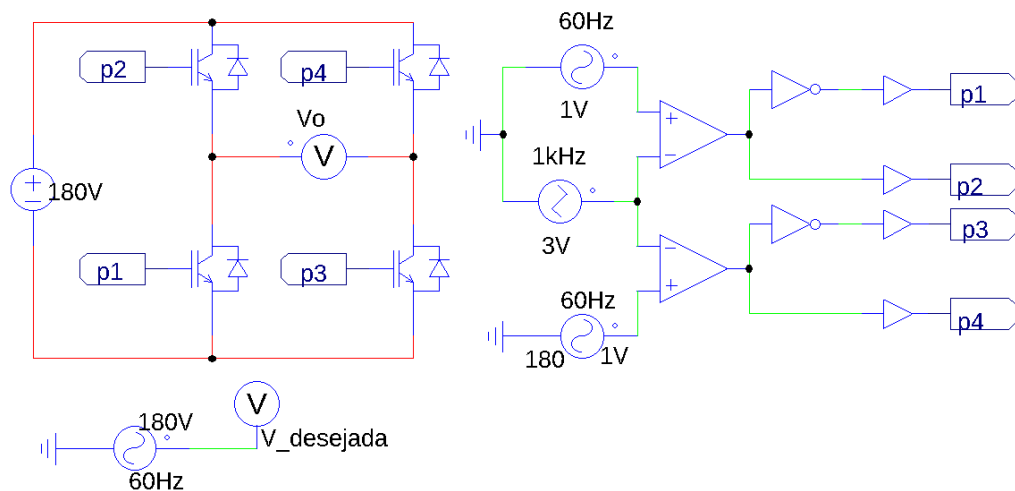 60Hz
p2
p4
p1
1V
Vo
V
+
−
180V
+
−
1kHz
p2
3V
p3
p1
p3
−
+
60Hz
p4
180
1V
180V
V
V_desejada
60Hz